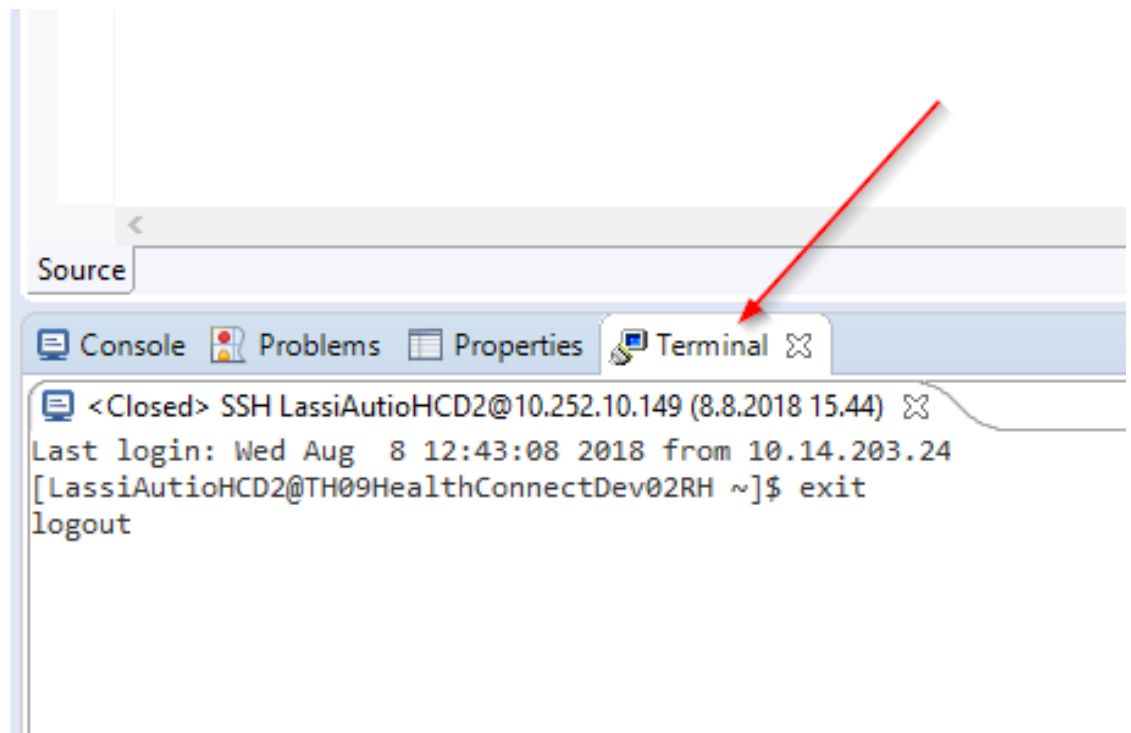 Source
Console Problems Properties Terminal
<Closed> SSH LassiAutioHCD2@10.252.10.149 (8.8.2018 15.44)
Last login: Wed Aug  8 12:43:08 2018 from 10.14.203.24
[LassiAutioHCD2@TH09HealthConnectDev02RH ~]$ exit
logout